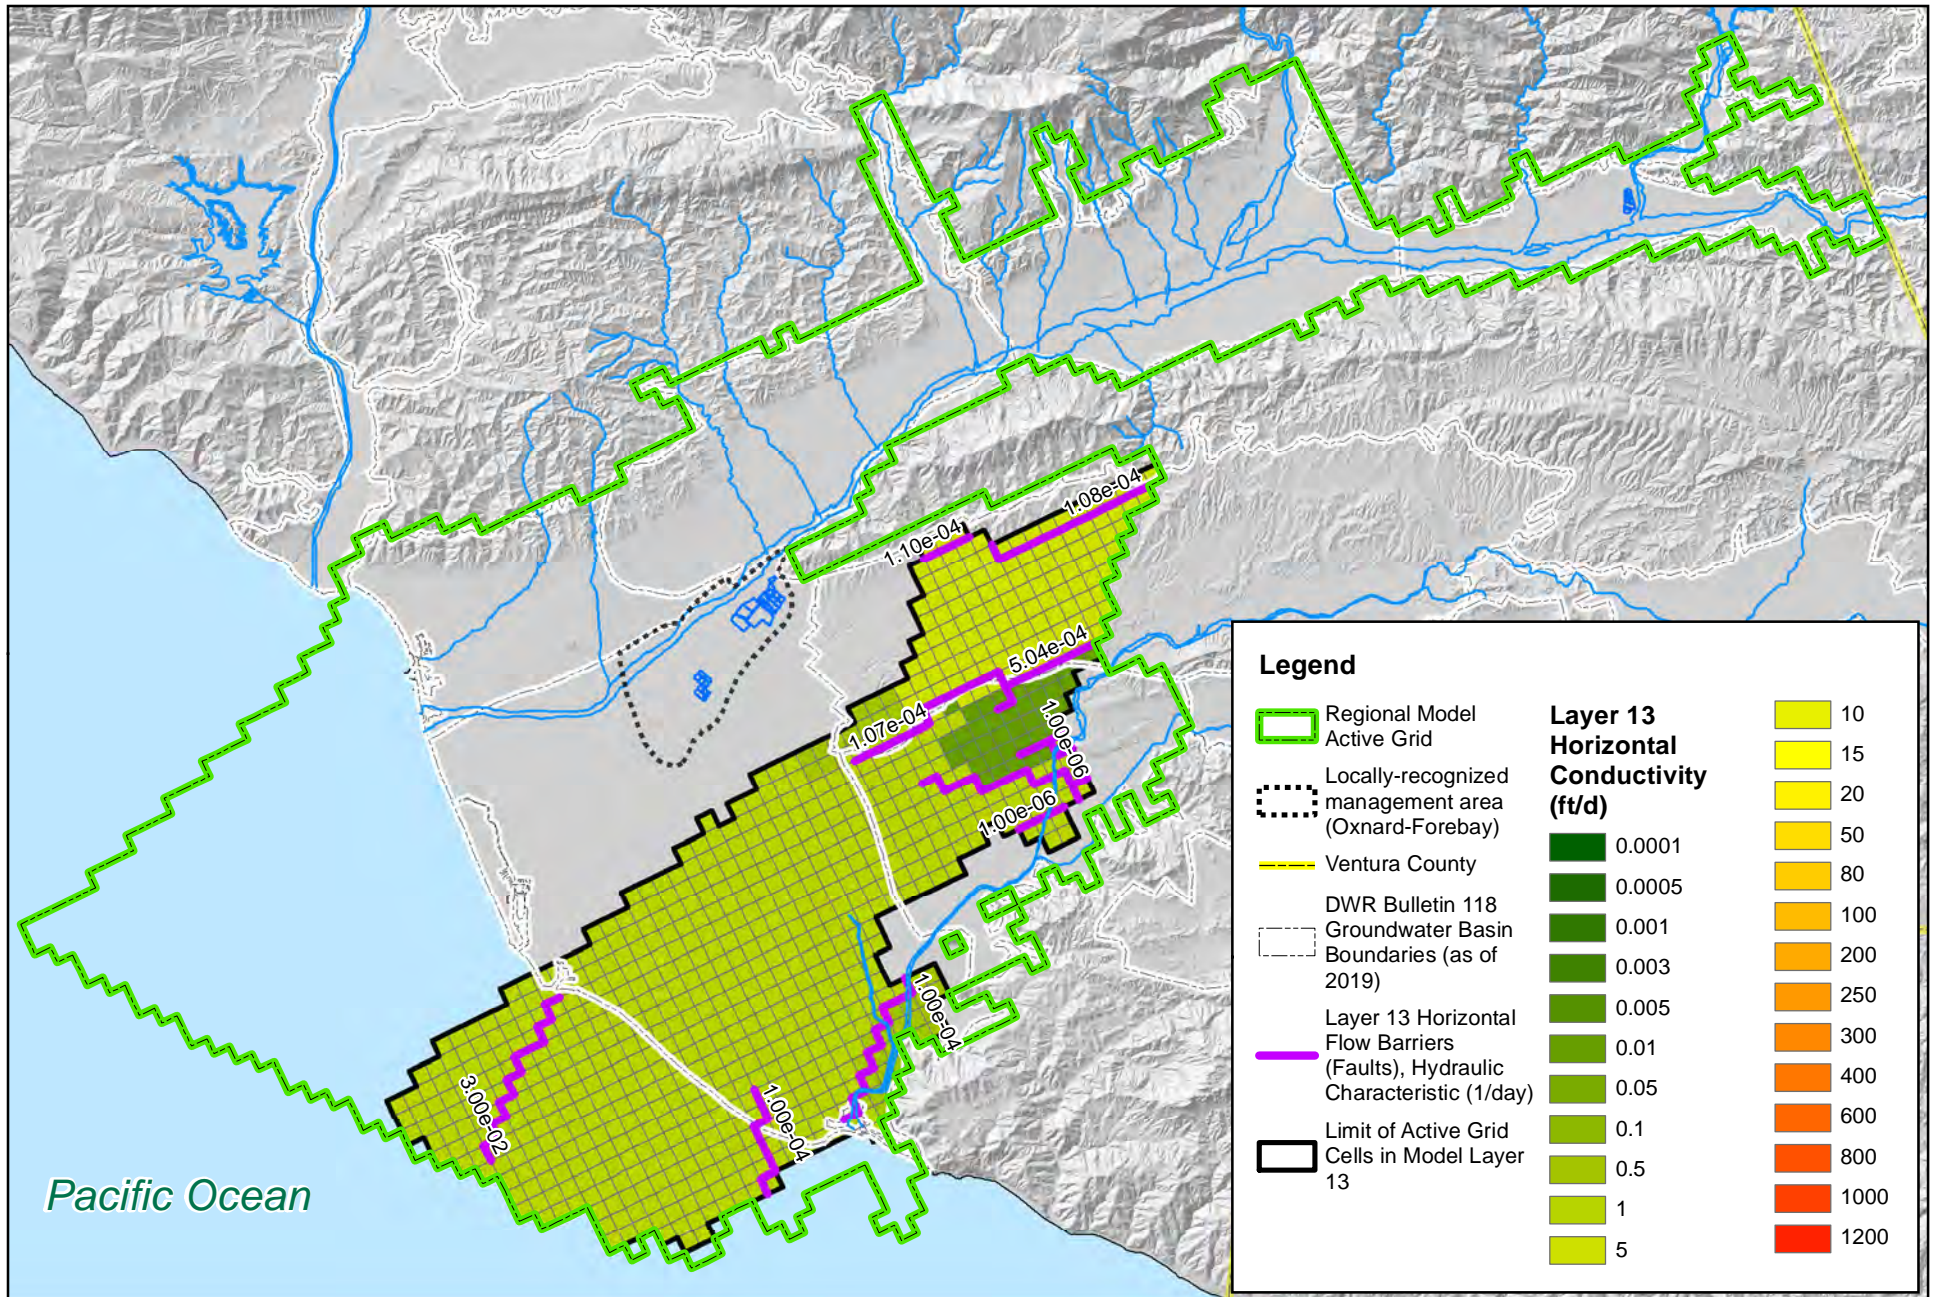 1.08e-04
1.10e-04
5.04e-04
1.07e-04
1.00e-06
1.00e-06
1.00e-04
3.00e-02
1.00e-04
Pacific Ocean
Legend
Regional Model
Active Grid
Locally-recognized
management area
(Oxnard-Forebay)
Ventura County
DWR Bulletin 118
Groundwater Basin
Boundaries (as of
2019)
Layer 13 Horizontal
Flow Barriers
(Faults), Hydraulic
Characteristic (1/day)
Limit of Active Grid
Cells in Model Layer
13
Layer 13
Horizontal
Conductivity
(ft/d)
0.0001
0.0005
0.001
0.003
0.005
0.01
0.05
0.1
0.5
1
5
10
15
20
50
80
100
200
250
300
400
600
800
1000
1200